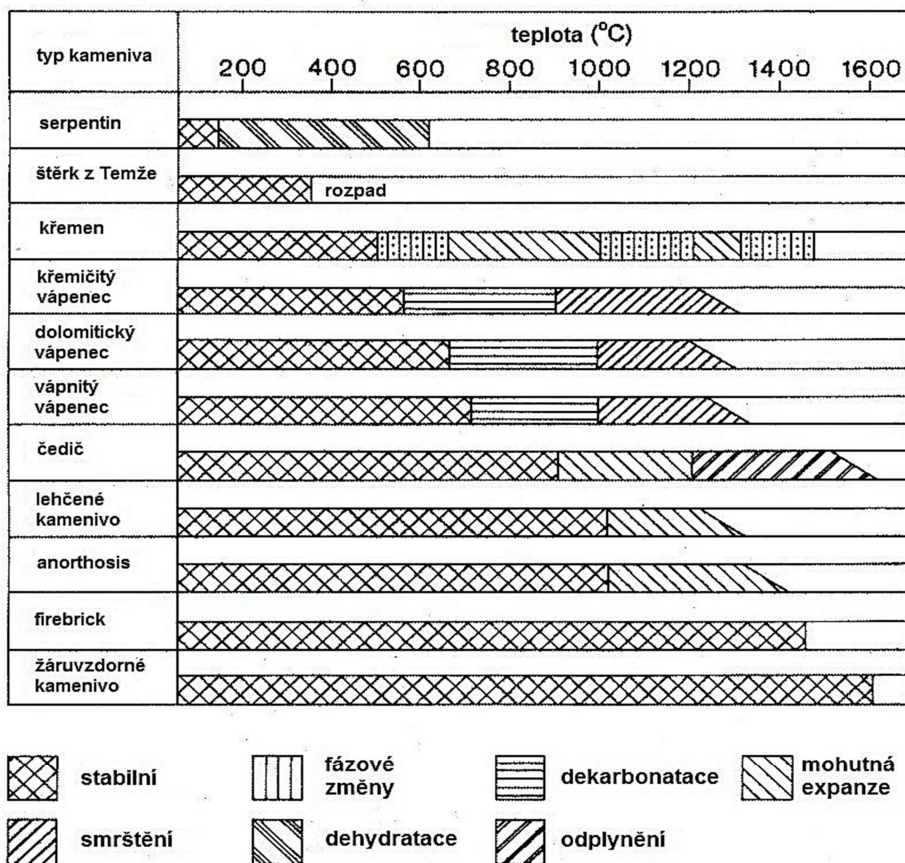 teplota (°C)
typ kameniva
200 400 600 800 1000 1200 1400 1600
serpentin
štěrk z Temže
rozpad
křemen
křemičitý
vápenec
dolomitický
vápenec
vápnitý
vápenec
čedič
lehčené
kamenivo
anorthosis
firebrick
žáruvzdorné
kamenivo
stabilní
fázové
změny
dekarbonatace
mohutná
expanze
smrštění
dehydratace
odplynění